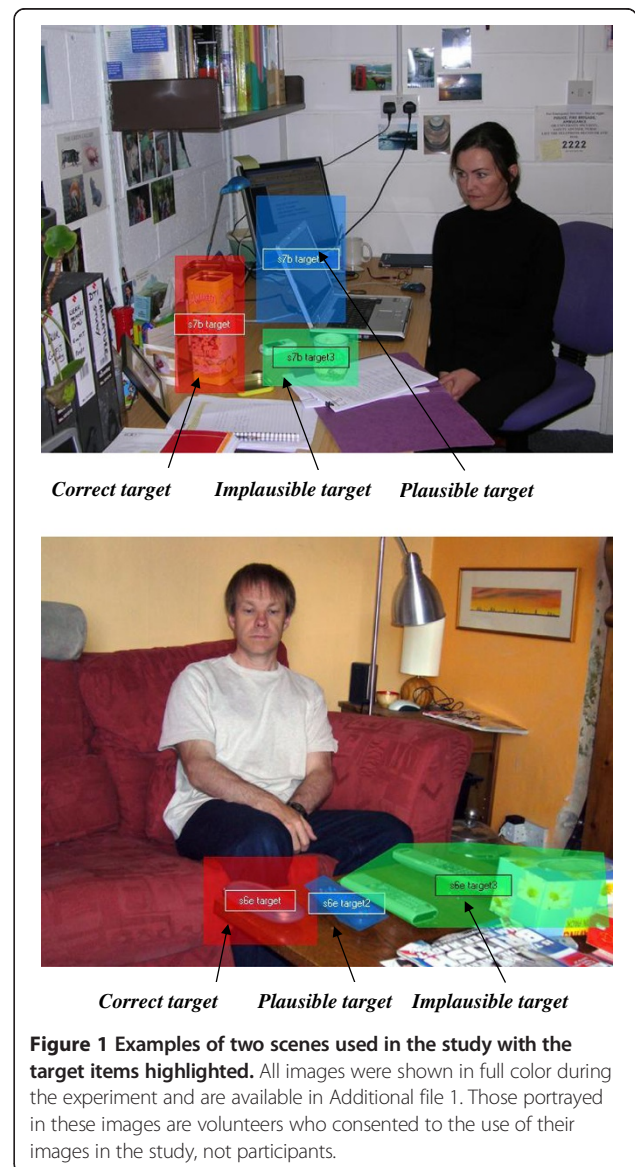 2222
s7b target
s7b target
s7b target3
Correct target Implausible target Plausible target
s6e target
s6e target2
s6e target3
Correct target Plausible target Implausible target
Figure 1 Examples of two scenes used in the study with the
target items highlighted. All images were shown in full color during
the experiment and are available in Additional file 1. Those portrayed
in these images are volunteers who consented to the use of their
images in the study, not participants.